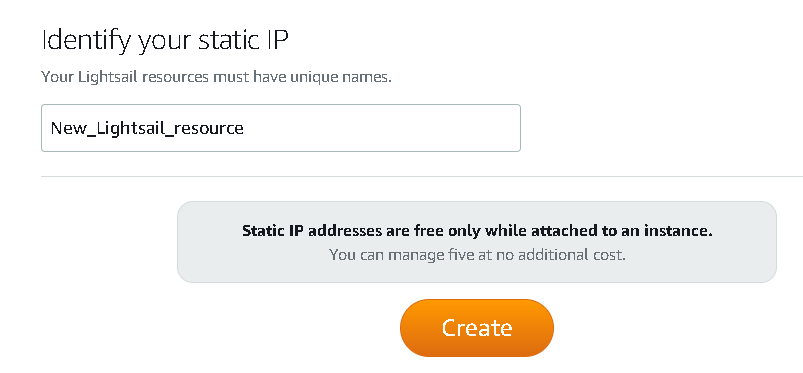 Identify your static IP
Your Lightsail resources must have unique names.
New_Lightsail_resource
Static IP addresses are free only while attached to an instance.
You can manage five at no additional cost.
Create